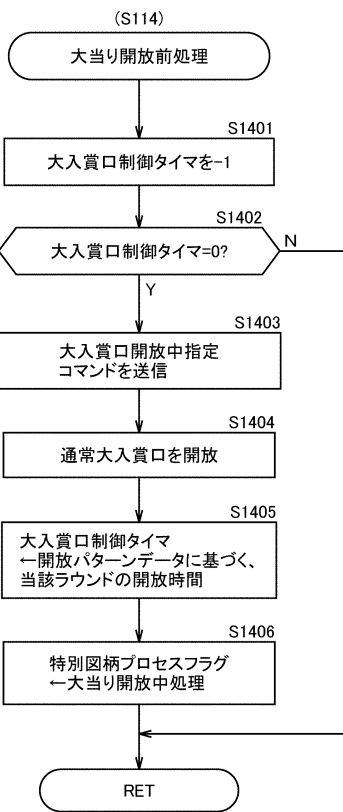 (S114)
大当り開放前処理
S1401
大入賞口制御タイマを-1
S1402
大入賞口制御タイマ=0?
N
Y
S1403
大入賞口開放中指定
コマンドを送信
S1404
通常大入賞口を開放
S1405
大入賞口制御タイマ
←開放パターンデータに基づく、
当該ラウンドの開放時間
S1406
特別図柄プロセスフラグ
←大当り開放中処理
RET